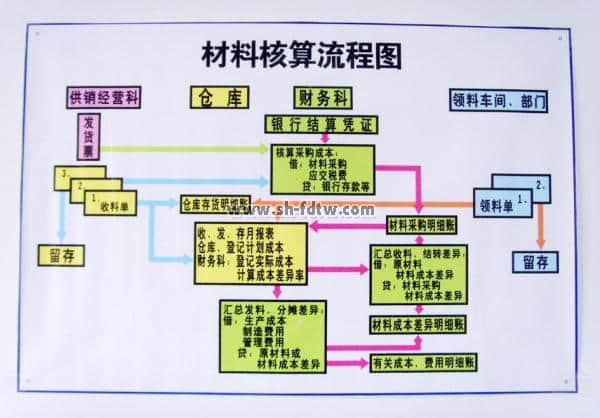 材料核算流程图
供销经营科
仓库
财务科
领料车间、部门
发货票
银行结算凭证
核算采购成本:
借:材料采购
应交税费
贷:银行存款等
3.
2.
1.
收料单
仓库存货明细账
2.
1.
领料单
www.sh-fdtw.com
材料采购明细账
收、发、存月报表
仓库、登记计划成本
财务科:登记实际成本
计算成本差异率
留存
汇总收料、结转差异:
借:原材料
材料成本差异
贷:材料采购
材料成本差异
留存
汇总发料、分摊差异:
借:生产成本
制造费用
管理费用
贷:原材料或
材料成本差异
材料成本差异明细账
有关成本、费用明细账